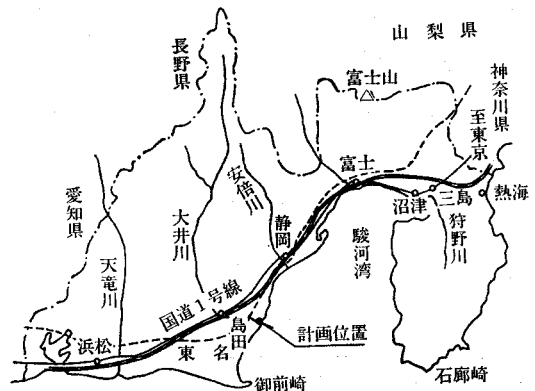 山梨県
長野県
富士山
神奈川県
至東京
富士
安倍川
沼津
三島
熱海
愛知県
大井川
静岡
駿河湾
狩野川
天竜川
国道1号線
島田
計画位置
浜松
東名
御前崎
石廊崎